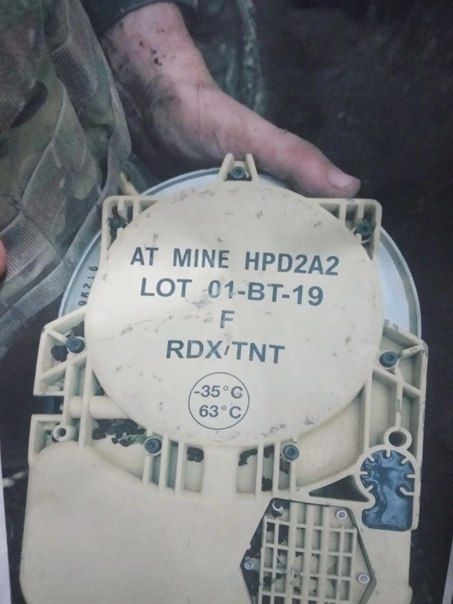 AT MINE HPD2A2
LOT 01-BT-19
F
RDX/TNT
-35°C
63°C